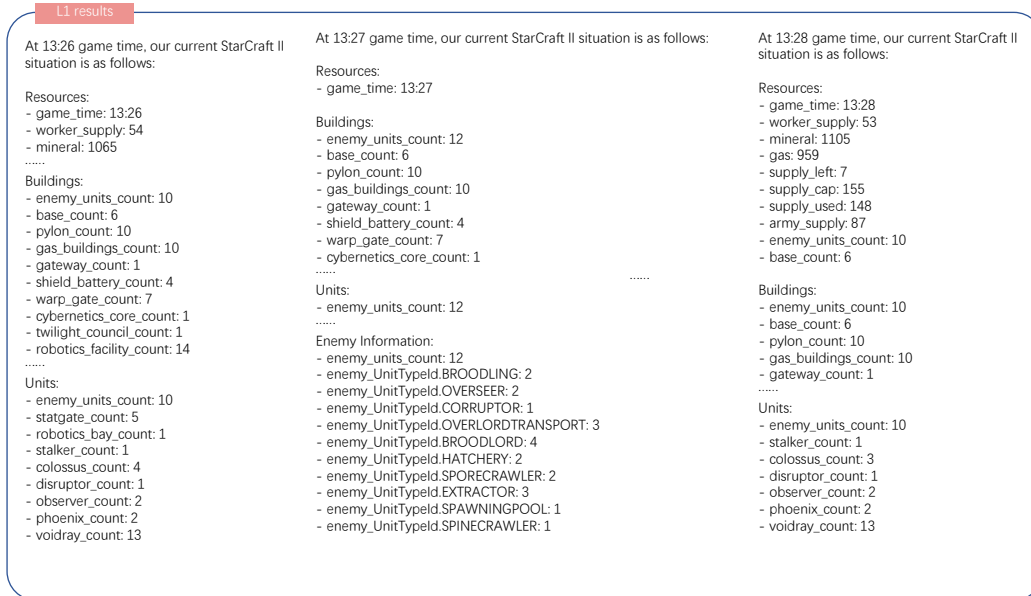 L1 results
At 13:26 game time, our current StarCraft II
situation is as follows:
Resources:
- game_time: 13:26
- worker_supply: 54
- mineral: 1065
......
Buildings:
- enemy_units_count: 10
- base_count: 6
- pylon_count: 10
- gas_buildings_count: 10
- gateway_count: 1
- shield_battery_count: 4
- warp_gate_count: 7
- cybernetics_core_count: 1
- twilight_council_count: 1
- robotics_facility_count: 14
......
Units:
- enemy_units_count: 10
- statgate_count: 5
- robotics_bay_count: 1
- stalker_count: 1
- colossus_count: 4
- disruptor_count: 1
- observer_count: 2
- phoenix_count: 2
- voidray_count: 13
At 13:27 game time, our current StarCraft II situation is as follows:
Resources:
- game_time: 13:27
Buildings:
- enemy_units_count: 12
- base_count: 6
- pylon_count: 10
- gas_buildings_count: 10
- gateway_count: 1
- shield_battery_count: 4
- warp_gate_count: 7
- cybernetics_core_count: 1
......
......
Units:
- enemy_units_count: 12
......
Enemy Information:
- enemy_units_count: 12
- enemy_UnitTypeId.BROODLING: 2
- enemy_UnitTypeId.OVERSEER: 2
- enemy_UnitTypeId.CORRUPTOR: 1
- enemy_UnitTypeId.OVERLORDTRANSPORT: 3
- enemy_UnitTypeId.BROODLORD: 4
- enemy_UnitTypeId.HATCHERY: 2
- enemy_UnitTypeId.SPORECRAWLER: 2
- enemy_UnitTypeId.EXTRACTOR: 3
- enemy_UnitTypeId.SPAWNINGPOOL: 1
- enemy_UnitTypeId.SPINECRAWLER: 1
At 13:28 game time, our current StarCraft II
situation is as follows:
Resources:
- game_time: 13:28
- worker_supply: 53
- mineral: 1105
- gas: 959
- supply_left: 7
- supply_cap: 155
- supply_used: 148
- army_supply: 87
- enemy_units_count: 10
- base_count: 6
Buildings:
- enemy_units_count: 10
- base_count: 6
- pylon_count: 10
- gas_buildings_count: 10
- gateway_count: 1
......
Units:
- enemy_units_count: 10
- stalker_count: 1
- colossus_count: 3
- disruptor_count: 1
- observer_count: 2
- phoenix_count: 2
- voidray_count: 13